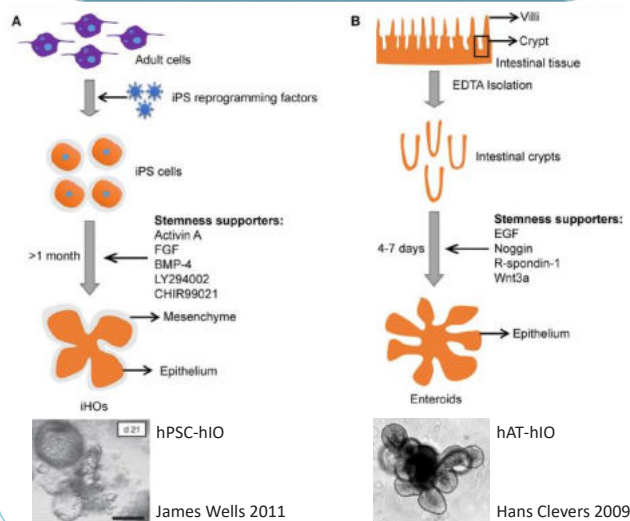 A
Adult cells
iPS reprogramming factors
iPS cells
>1 month
Stemness supporters:
Activin A
FGF
BMP-4
LY294002
CHIR99021
Mesenchyme
Epithelium
iHOs
d 21
hPSC-hIO
James Wells 2011
B
Villi
Crypt
Intestinal tissue
EDTA Isolation
Intestinal crypts
4-7 days
Stemness supporters:
EGF
Noggin
R-spondin-1
Wnt3a
Epithelium
Enteroids
hAT-hIO
Hans Clevers 2009